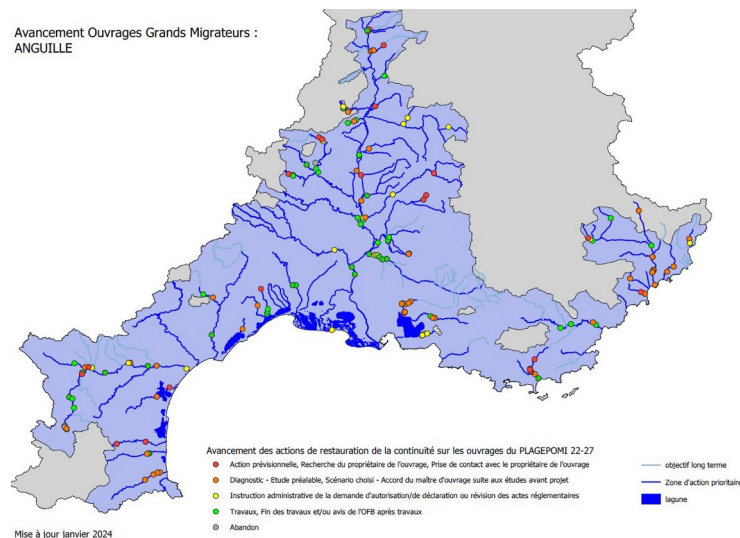 Avancement Ouvrages Grands Migrateurs :
ANGUILLE
Avancement des actions de restauration de la continuité sur les ouvrages du PLAGEPOMI 22-27
Action prévisionnelle, Recherche du propriétaire de l'ouvrage, Prise de contact avec le propriétaire de l'ouvrage
Diagnostic - Etude préalable, Scénario choisi - Accord du maître d'ouvrage suite aux études avant projet
Instruction administrative de la demande d'autorisation/de déclaration ou révision des actes réglementaires
Travaux, Fin des travaux et/ou avis de l'OFB après travaux
Abandon
objectif long terme
Zone d'action prioritaire
lagune
Mise à jour janvier 2024